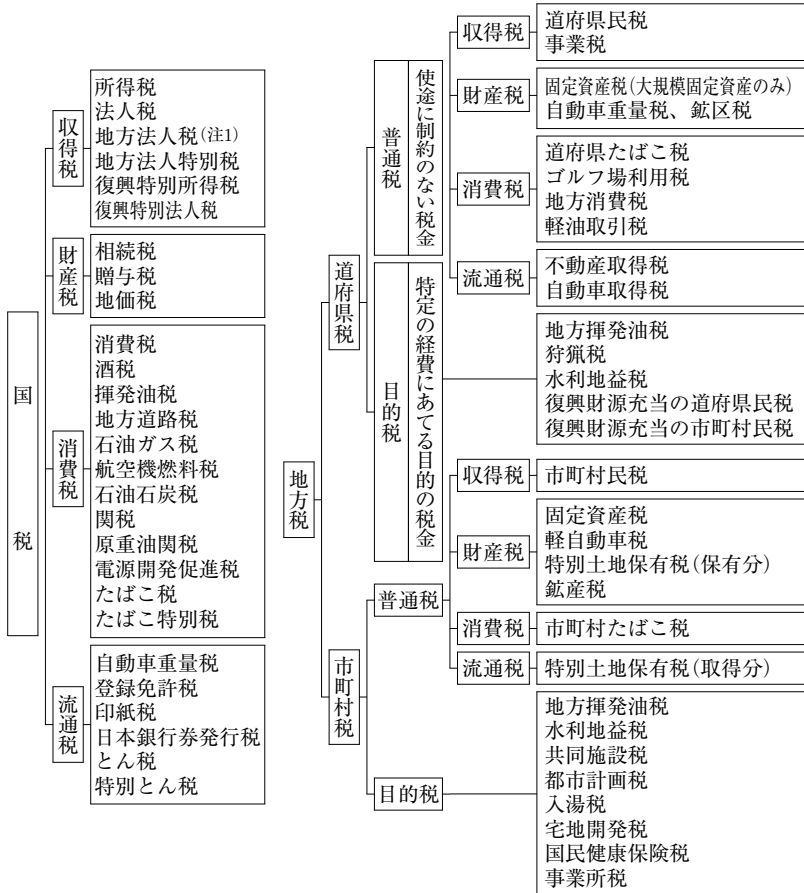 国税
収得税
所得税
法人税
地方法人税(注1)
地方法人特別税
復興特別所得税
復興特別法人税
財産税
相続税
贈与税
地価税
消費税
消費税
酒税
揮発油税
地方道路税
石油ガス税
航空機燃料税
石油石炭税
関税
原重油関税
電源開発促進税
たばこ税
たばこ特別税
流通税
自動車重量税
登録免許税
印紙税
日本銀行券発行税
とん税
特別とん税
地方税
道府県税
普通税
使途に制約のない税金
収得税
道府県民税
事業税
財産税
固定資産税(大規模固定資産のみ)
自動車重量税、鉱区税
消費税
道府県たばこ税
ゴルフ場利用税
地方消費税
軽油取引税
流通税
不動産取得税
自動車取得税
目的税
特定の経費にあてる目的の税金
地方揮発油税
狩猟税
水利地益税
復興財源充当の道府県民税
復興財源充当の市町村民税
市町村税
普通税
収得税
市町村民税
財産税
固定資産税
軽自動車税
特別土地保有税(保有分)
鉱産税
消費税
市町村たばこ税
流通税
特別土地保有税(取得分)
目的税
地方揮発油税
水利地益税
共同施設税
都市計画税
入湯税
宅地開発税
国民健康保険税
事業所税